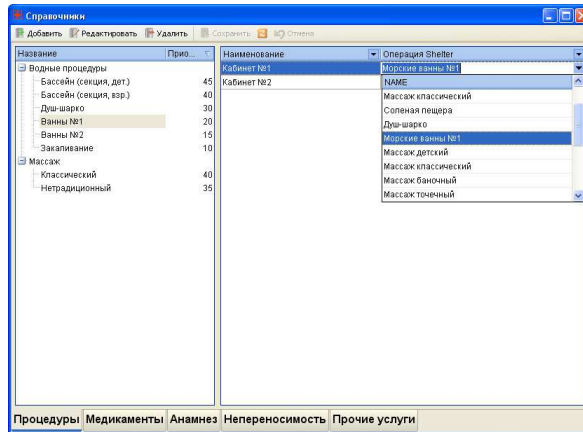 Справочники
Добавить Редактировать Удалить Сохранить Отмена
Название Прио...
Водные процедуры
Бассейн (секция, дет.) 45
Бассейн (секция, взр.) 40
Душ-шарко 30
Ванны №1 20
Ванны №2 15
Закаливание 10
Массаж
Классический 40
Нетрадиционный 35
Наименование Операция Shelter
Кабинет №1 Морские ванны №1
Кабинет №2
NAME
Массаж классический
Соленая пещера
Душ-шарко
Морские ванны №1
Массаж детский
Массаж классический
Массаж баночный
Массаж точечный
Процедуры Медикаменты Анамнез Непереносимость Прочие услуги